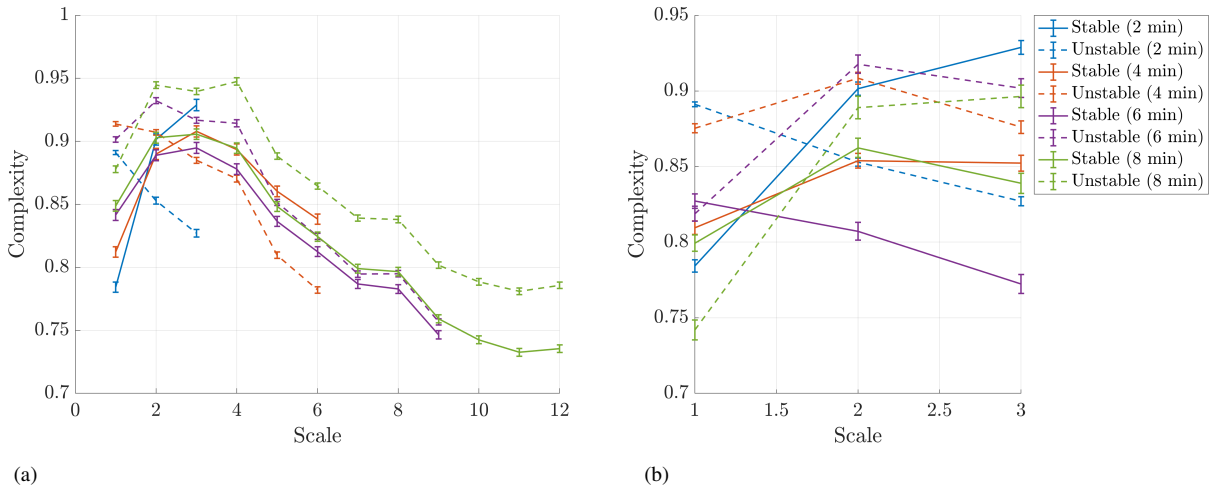 1
0.95
0.9
0.85
0.8
0.75
0.7
Complexity
0 2 4 6 8 10 12
Scale
(a)
0.95
0.9
0.85
0.8
0.75
0.7
Complexity
1 1.5 2 2.5 3
Scale
(b)
Stable (2 min)
Unstable (2 min)
Stable (4 min)
Unstable (4 min)
Stable (6 min)
Unstable (6 min)
Stable (8 min)
Unstable (8 min)